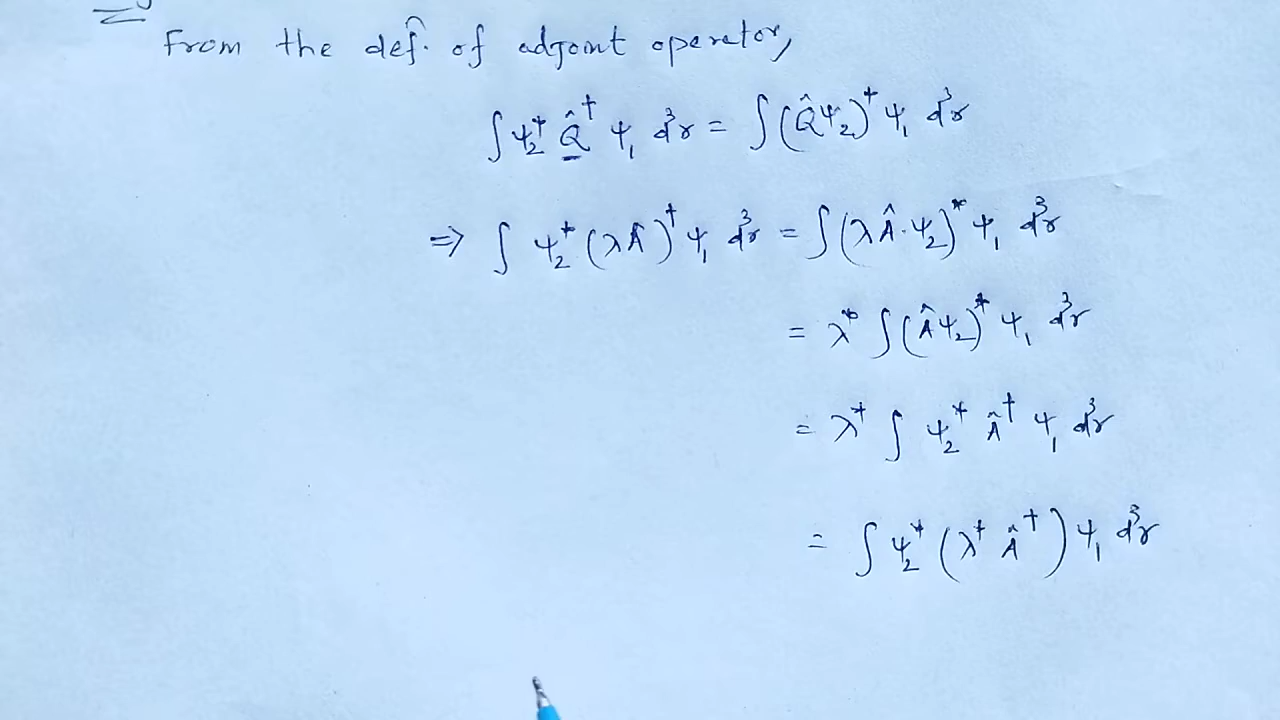 From the defn. of adjoint operator,
∫ψ₂* Q̂† ψ₁ d³r = ∫(Q̂ψ₂)* ψ₁ d³r
⇒ ∫ ψ₂* (λÂ)† ψ₁ d³r = ∫(λÂ·ψ₂)* ψ₁ d³r
= λ* ∫(Âψ₂)* ψ₁ d³r
= λ* ∫ ψ₂* Â† ψ₁ d³r
= ∫ ψ₂* (λ* Â†) ψ₁ d³r